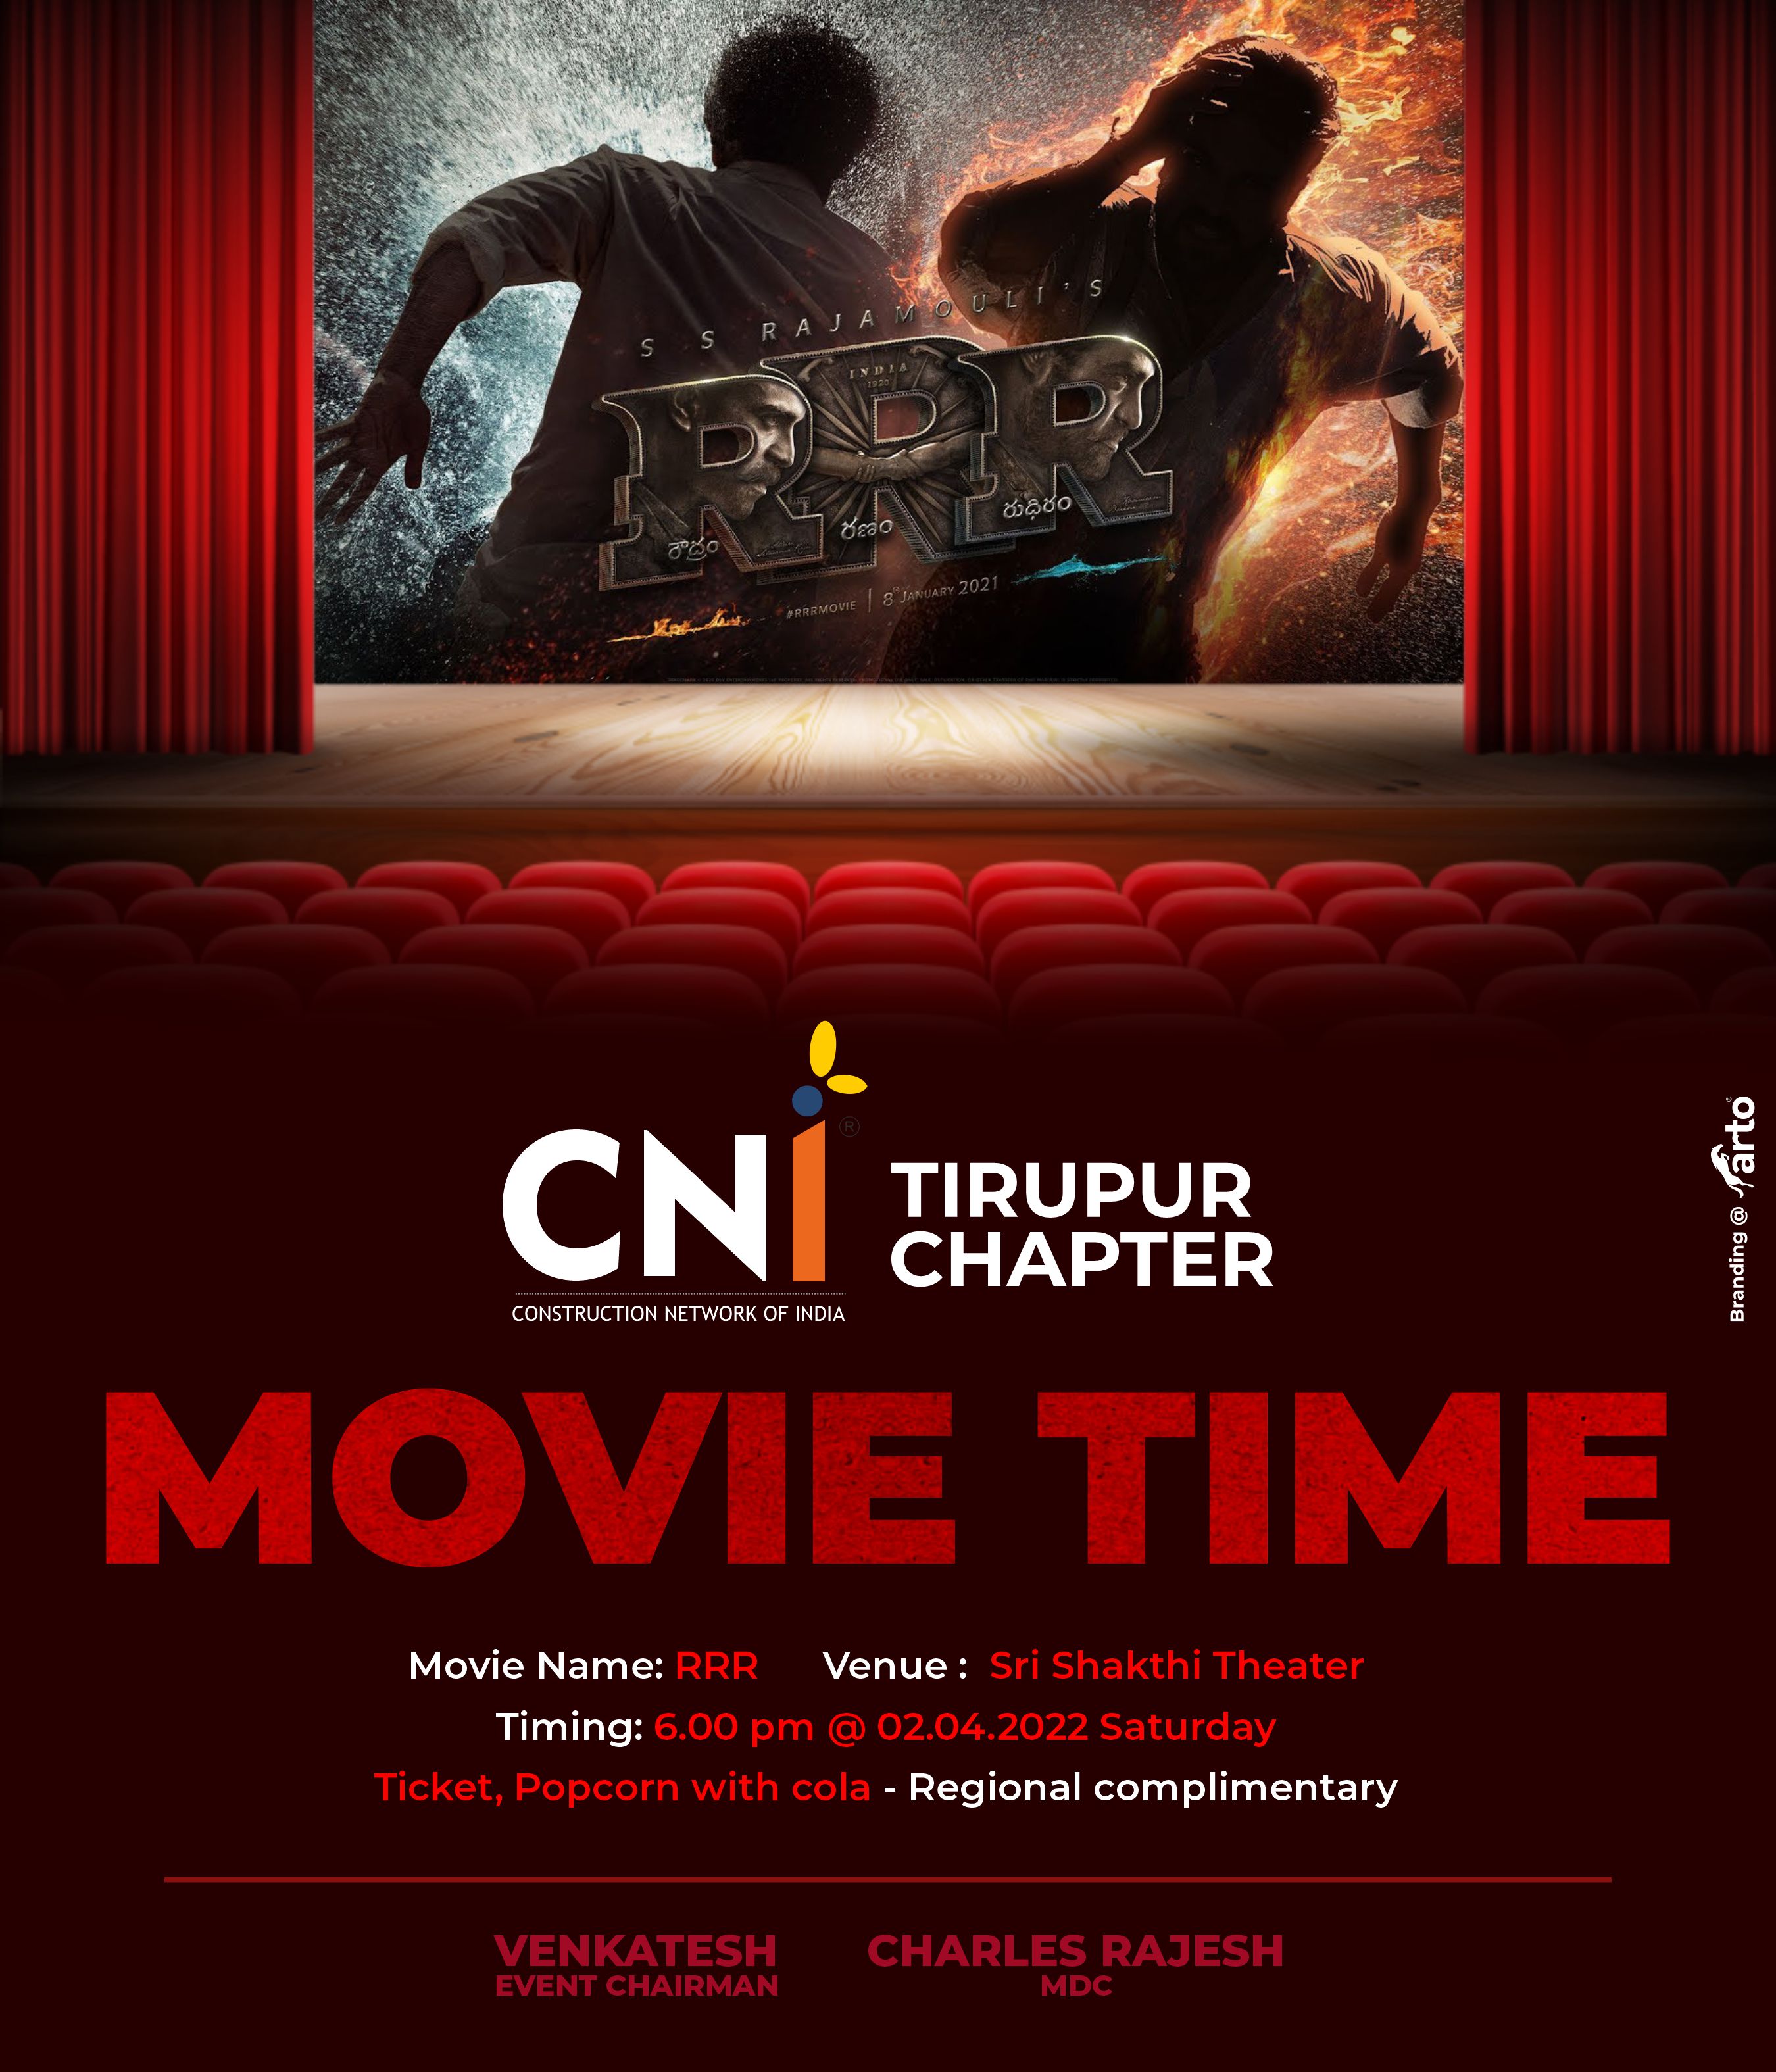 S S RAJAMOULI'S
INDIA
1920
RRR
రౌద్రం రణం రుధిరం
#RRRMOVIE | 8 JANUARY 2021
CNi ®
CONSTRUCTION NETWORK OF INDIA
TIRUPUR
CHAPTER
Branding @ arto ®
MOVIE TIME
Movie Name: RRR Venue : Sri Shakthi Theater
Timing: 6.00 pm @ 02.04.2022 Saturday
Ticket, Popcorn with cola - Regional complimentary
VENKATESH
EVENT CHAIRMAN
CHARLES RAJESH
MDC